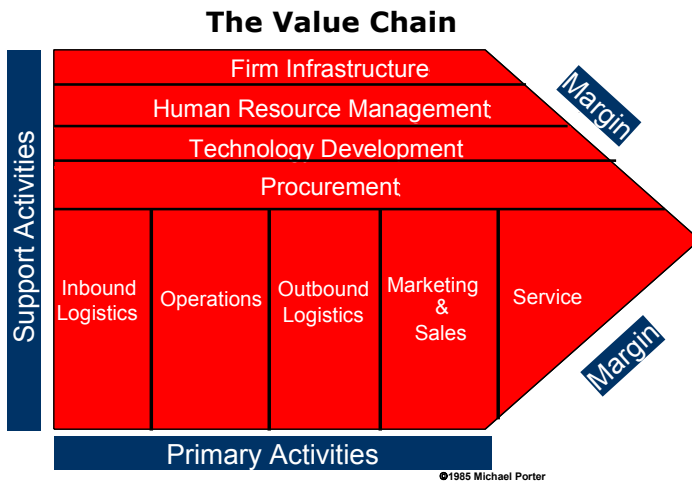 The Value Chain
Firm Infrastructure
Human Resource Management
Technology Development
Procurement
Support Activities
Inbound
Logistics
Operations
Outbound
Logistics
Marketing
&
Sales
Service
Margin
Margin
Primary Activities
©1985 Michael Porter